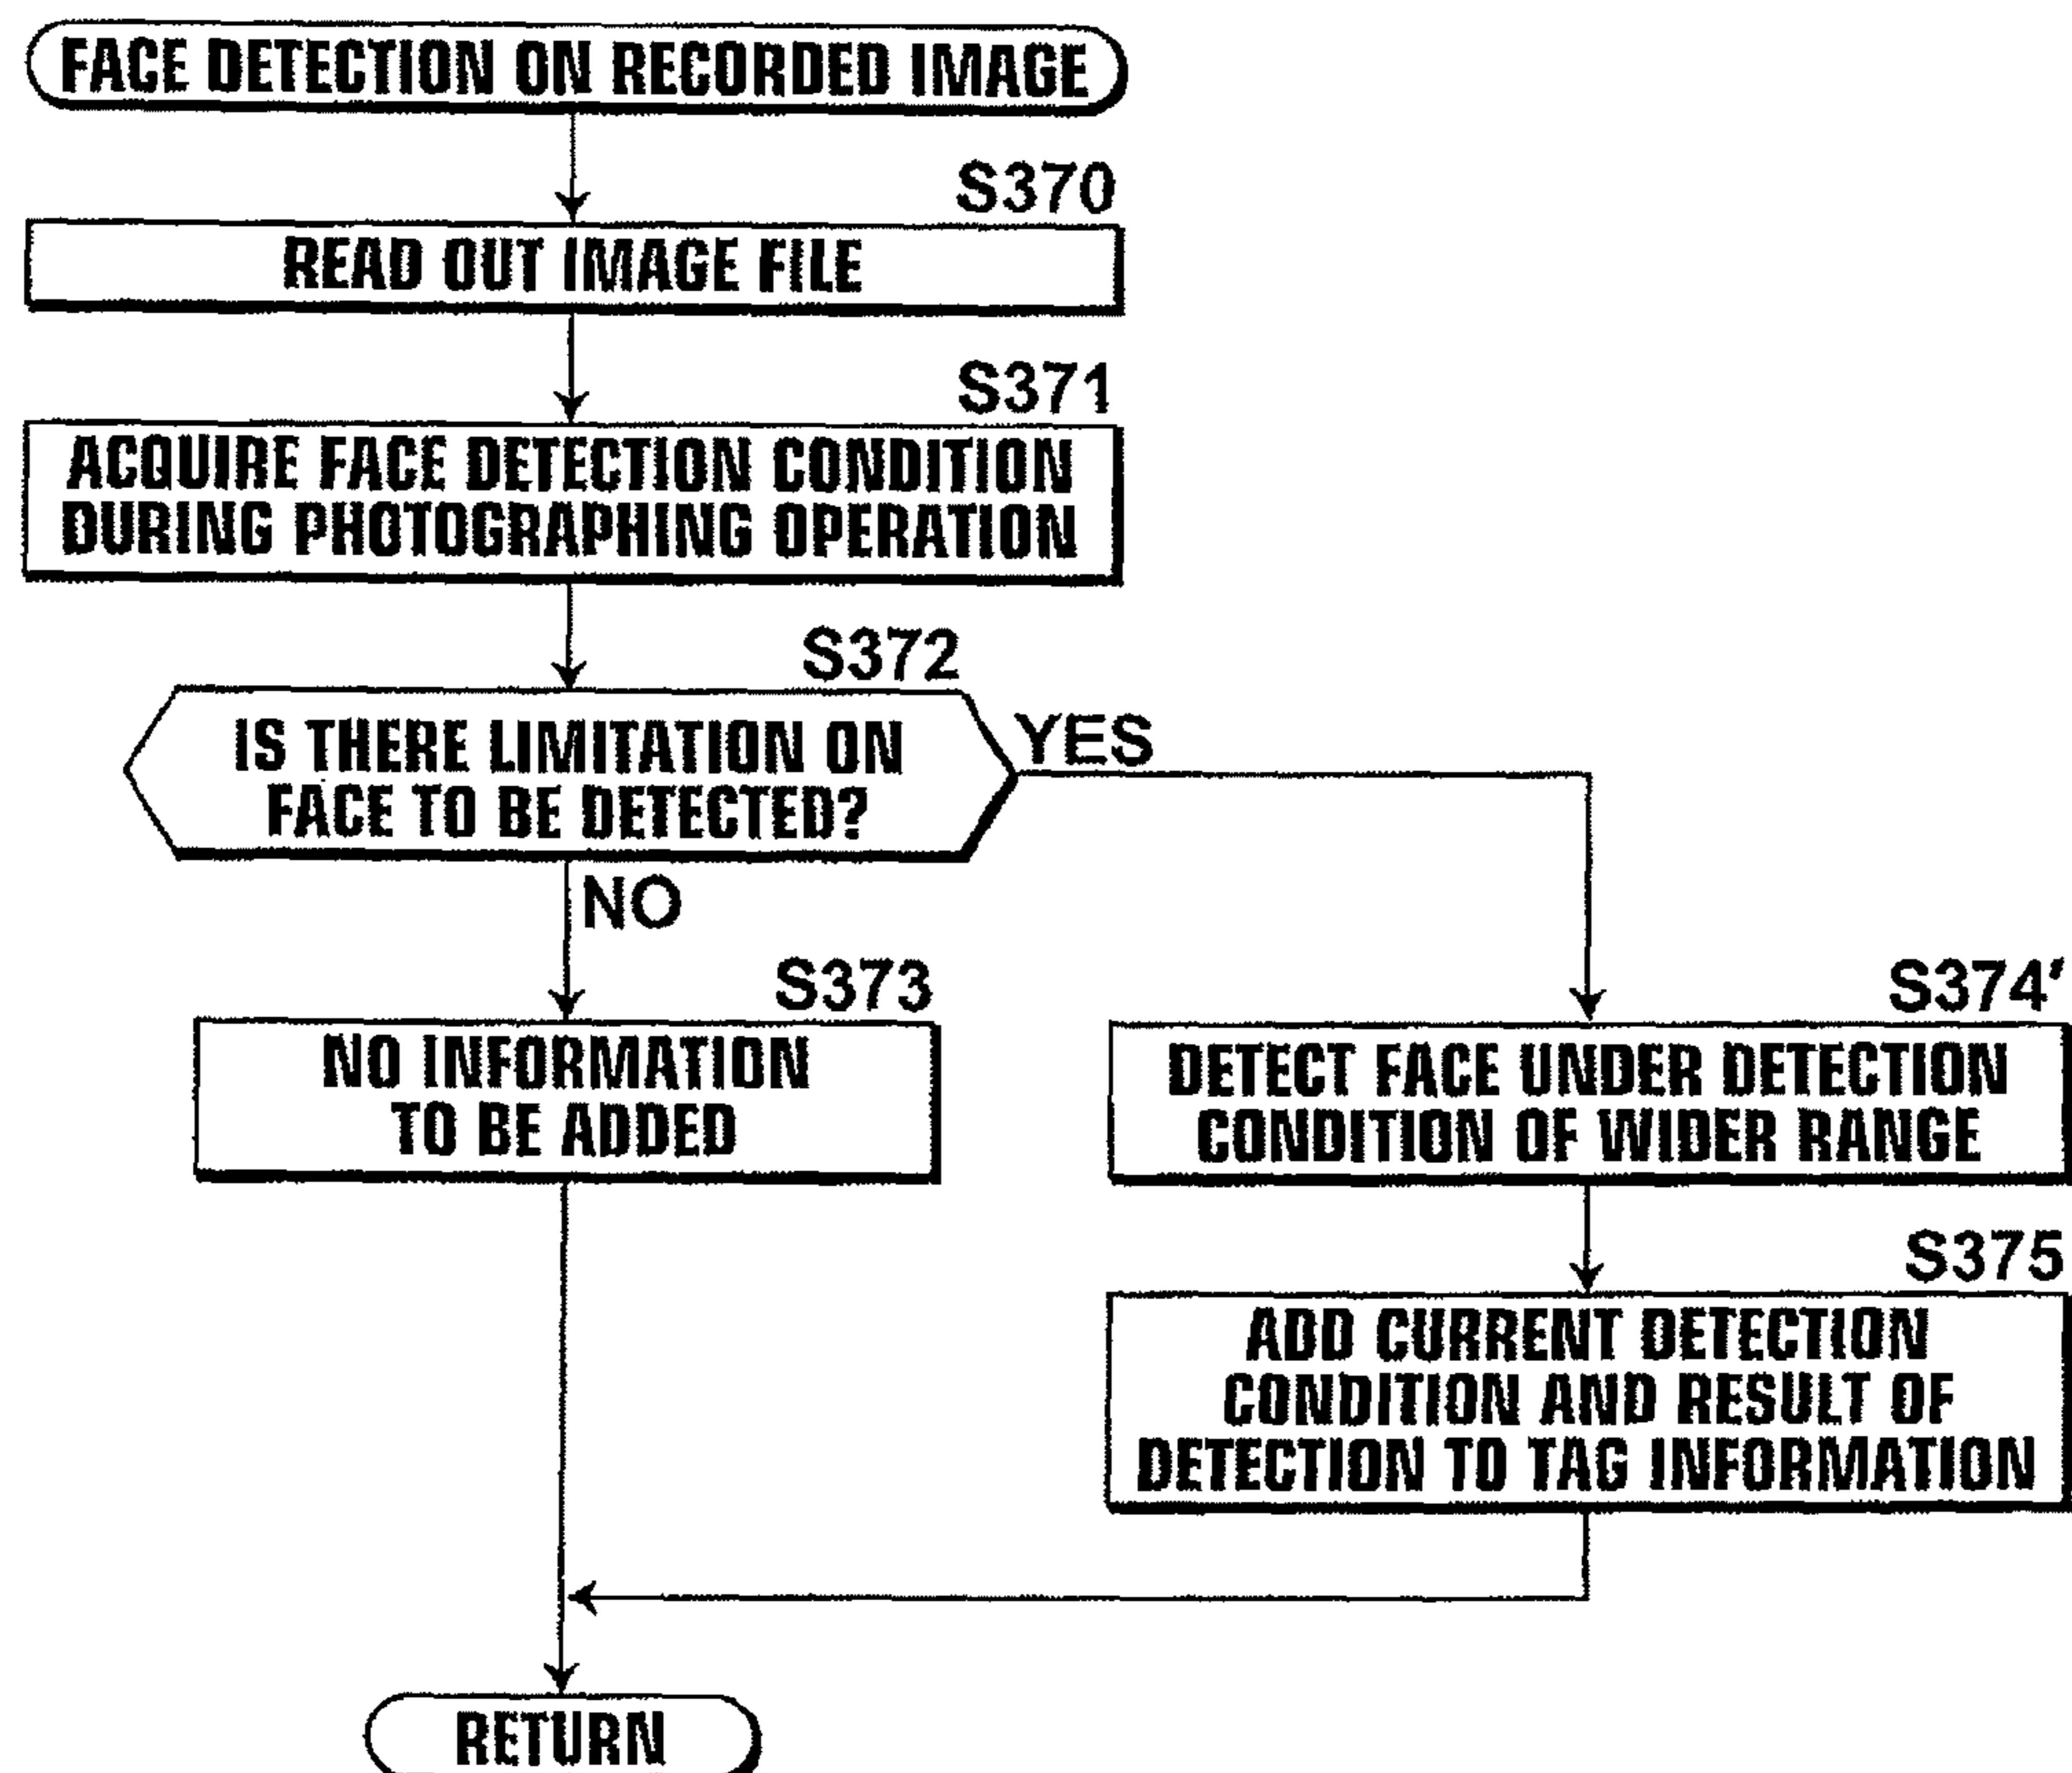 FACE DETECTION ON RECORDED IMAGE
S370
READ OUT IMAGE FILE
S371
ACQUIRE FACE DETECTION CONDITION
DURING PHOTOGRAPHING OPERATION
S372
IS THERE LIMITATION ON
FACE TO BE DETECTED?
YES
NO
S373
NO INFORMATION
TO BE ADDED
S374'
DETECT FACE UNDER DETECTION
CONDITION OF WIDER RANGE
S375
ADD CURRENT DETECTION
CONDITION AND RESULT OF
DETECTION TO TAG INFORMATION
RETURN